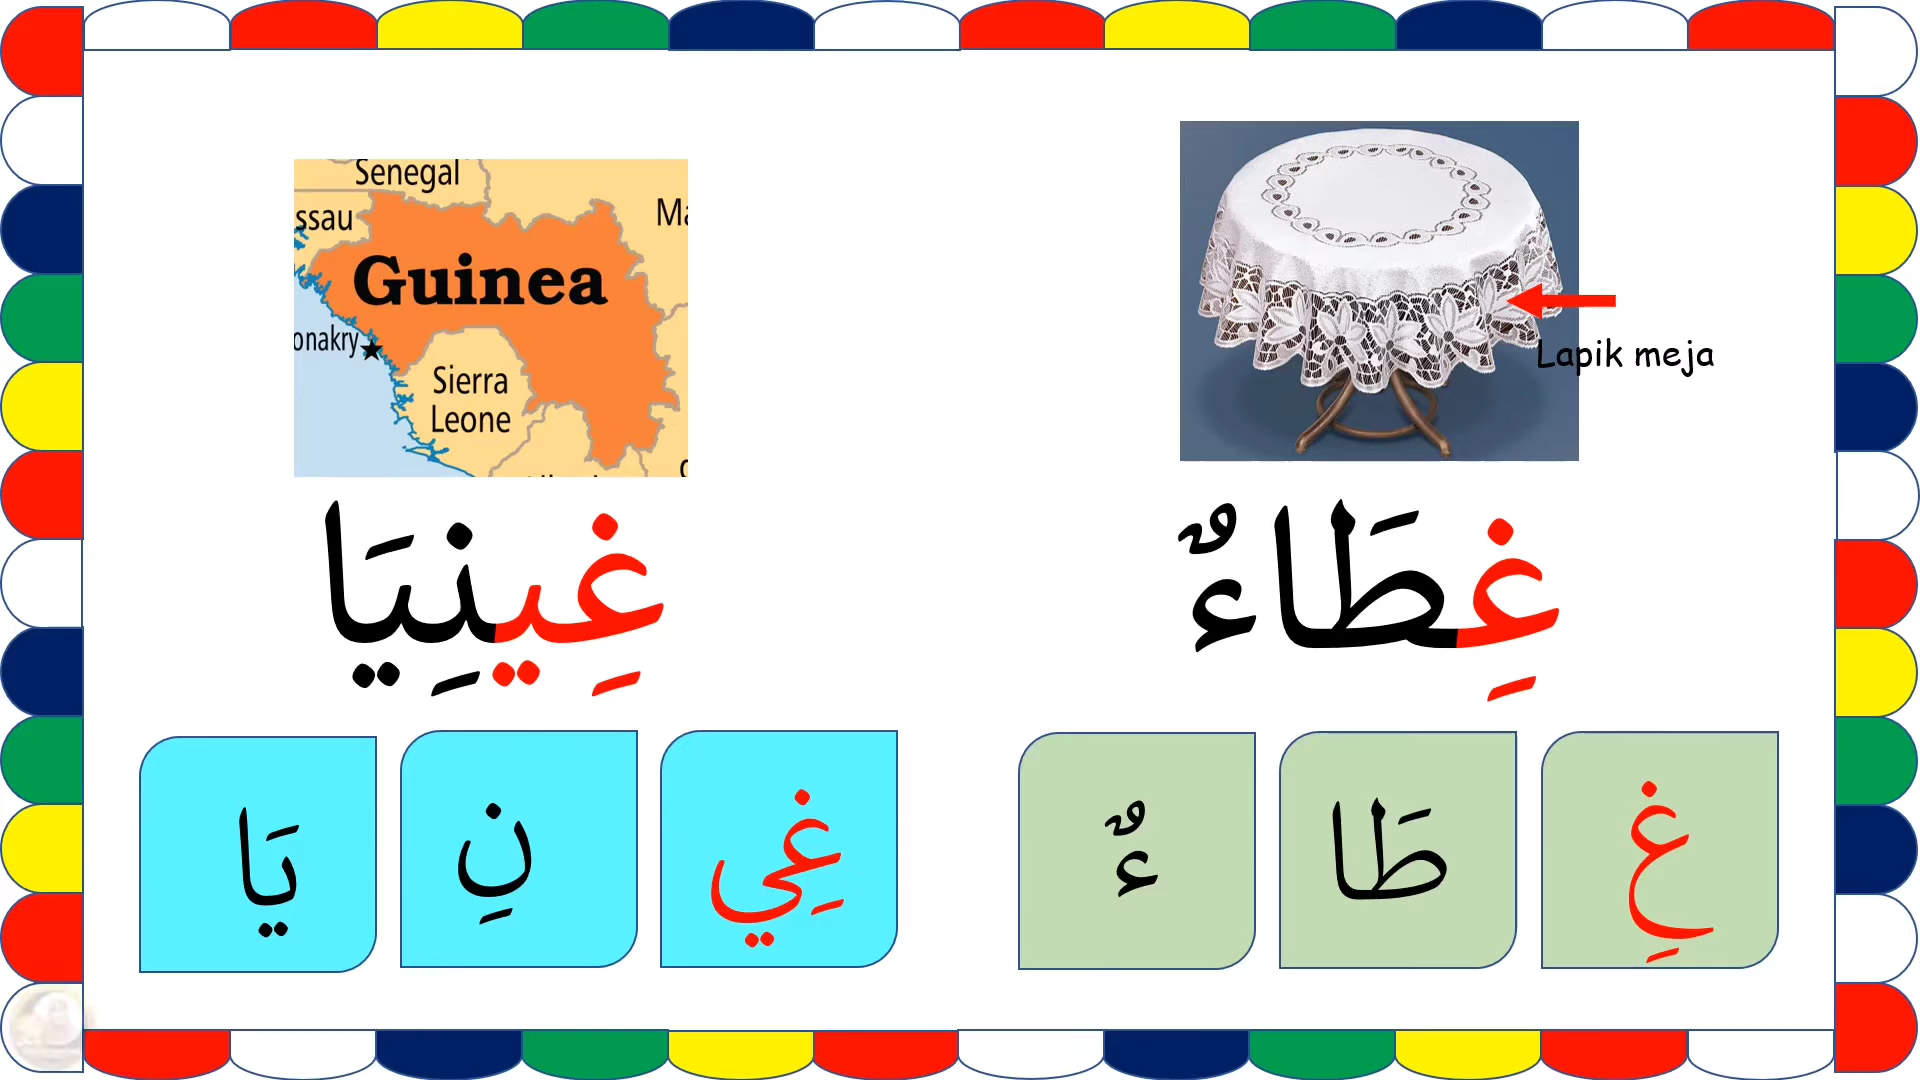 Senegal
ssau
Ma
Guinea
onakry
Sierra
Leone
Lapik meja
غِطَاءٌ
غِينِيَا
غِ
طَا
ءٌ
غِي
نِ
يَا